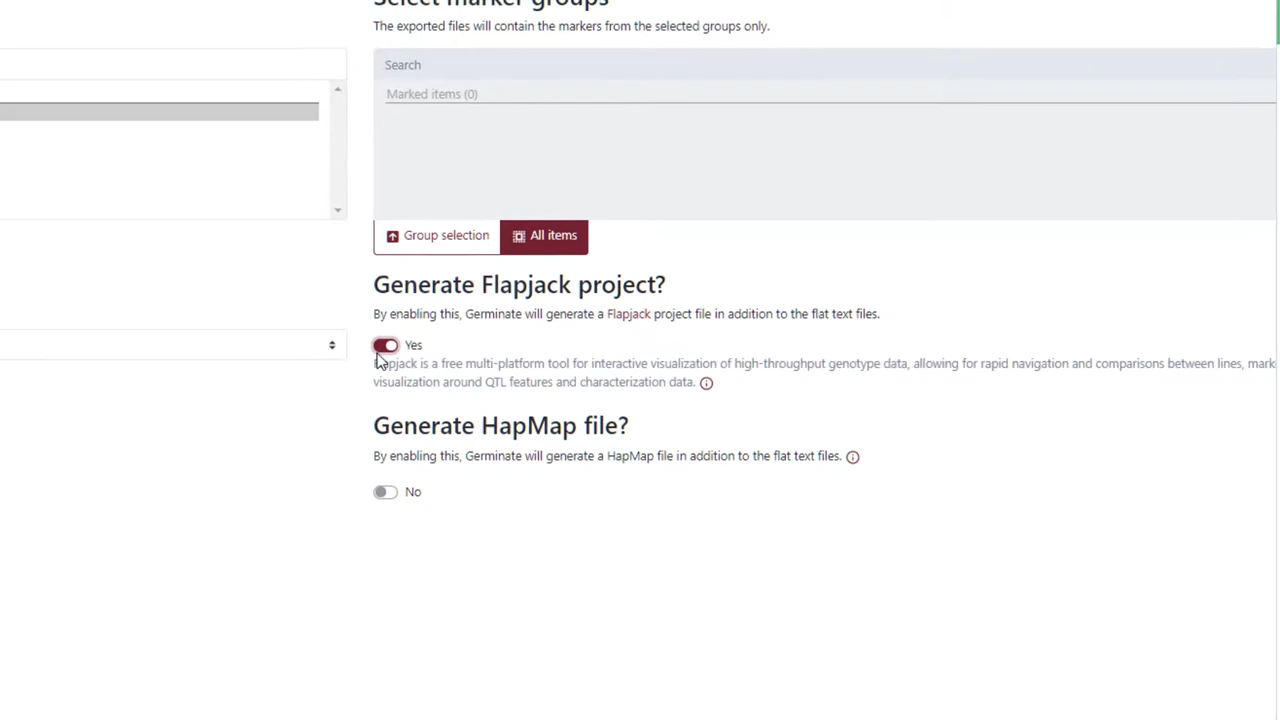 Select marker groups
The exported files will contain the markers from the selected groups only.
Search
Marked items (0)
Group selection
All items
Generate Flapjack project?
By enabling this, Germinate will generate a Flapjack project file in addition to the flat text files.
Yes
Flapjack is a free multi-platform tool for interactive visualization of high-throughput genotype data, allowing for rapid navigation and comparisons between lines, mark
visualization around QTL features and characterization data.
Generate HapMap file?
By enabling this, Germinate will generate a HapMap file in addition to the flat text files.
No